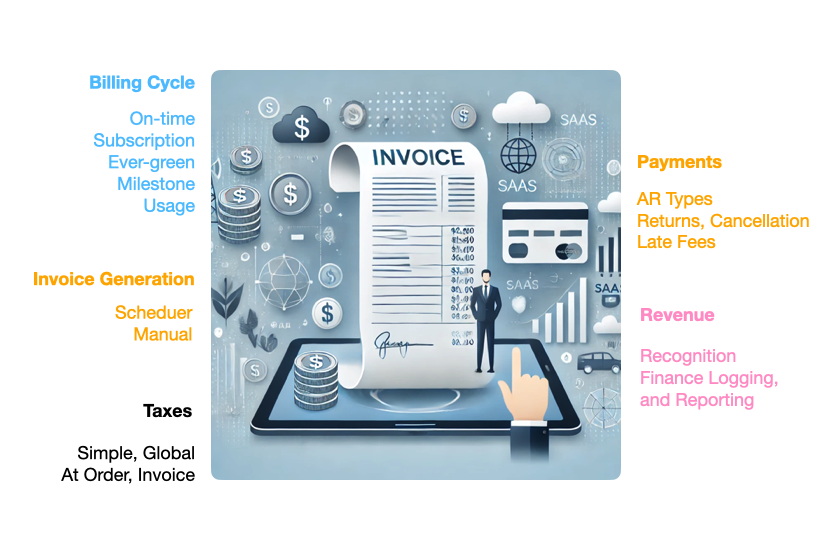 Billing Cycle
On-time
Subscription
Ever-green
Milestone
Usage
Invoice Generation
Scheduer
Manual
Taxes
Simple, Global
At Order, Invoice
$
$
$
$
$
INVOICE
SAAS
SAAS
SAAS
SAAS
Payments
AR Types
Returns, Cancellation
Late Fees
Revenue
Recognition
Finance Logging,
and Reporting